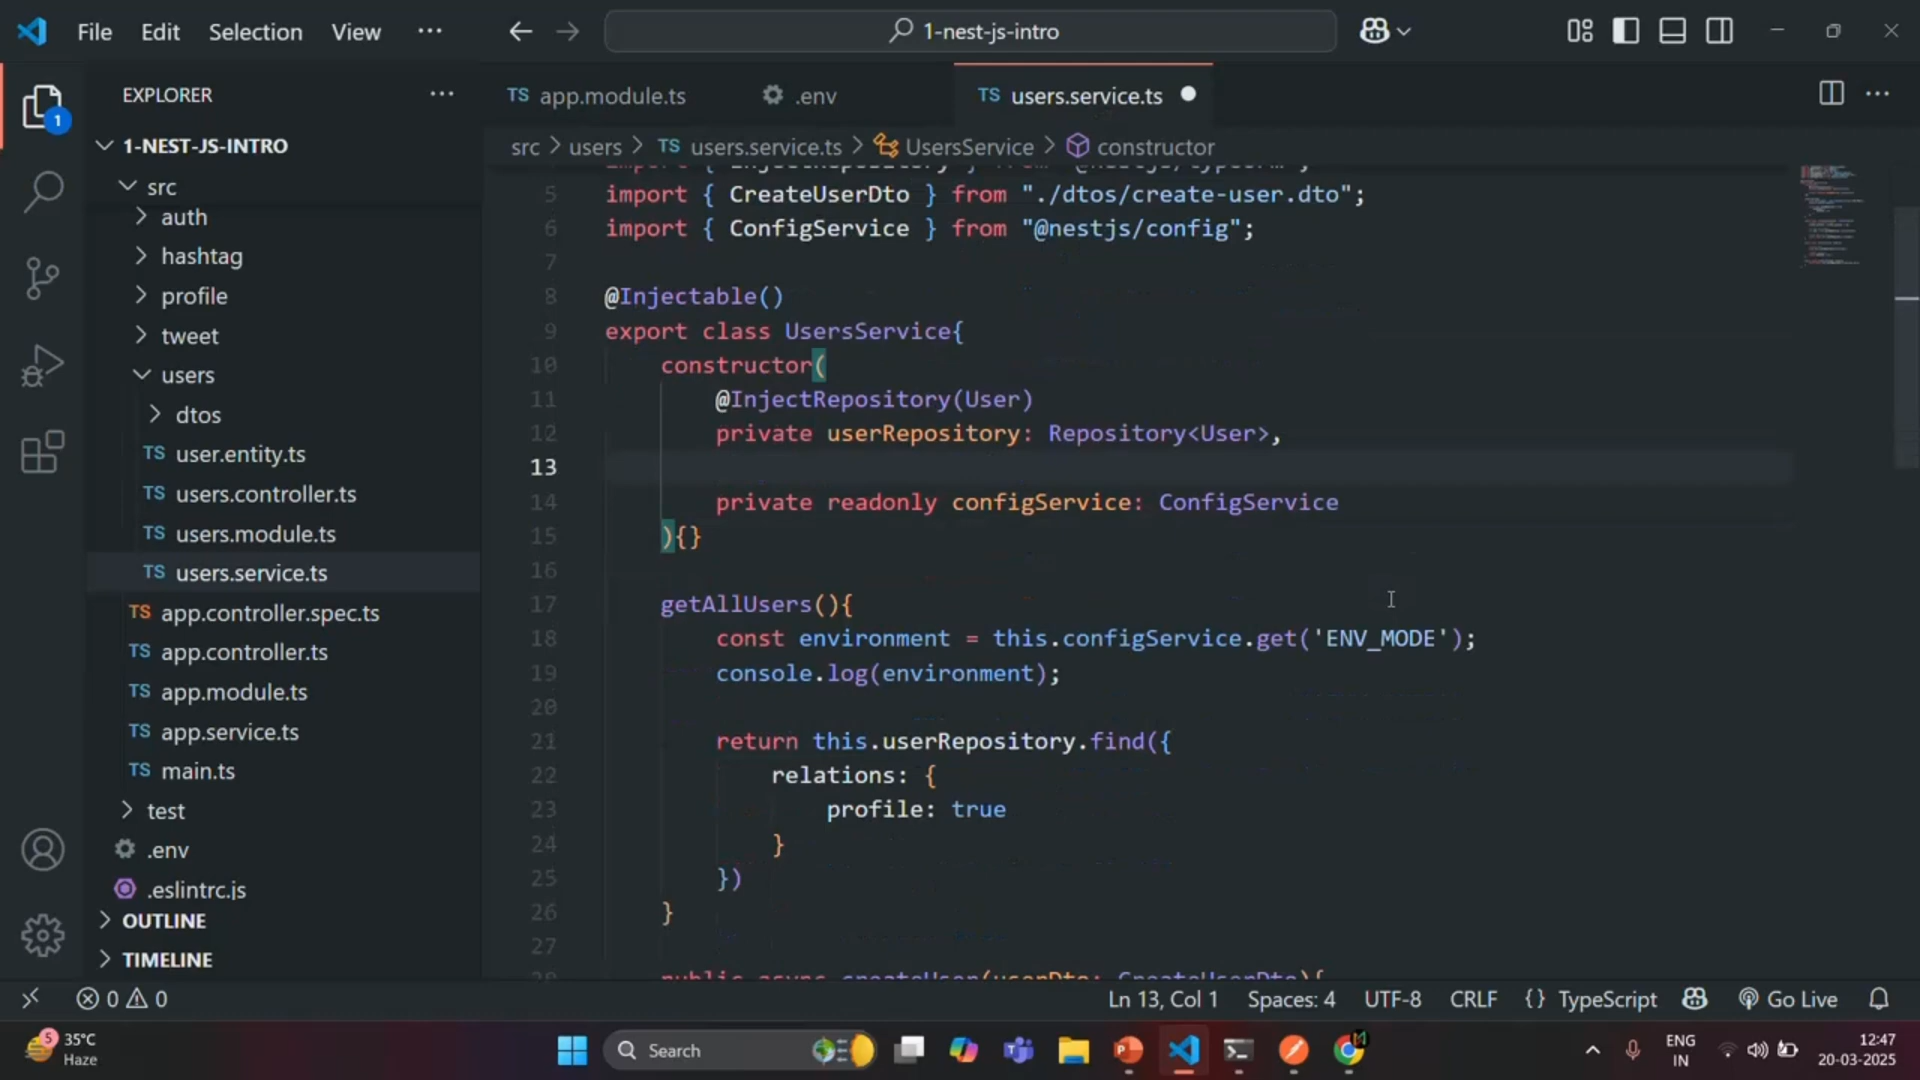 File Edit Selection View ...
1-nest-js-intro
EXPLORER ...
1
1-NEST-JS-INTRO
src
auth
hashtag
profile
tweet
users
dtos
TS user.entity.ts
TS users.controller.ts
TS users.module.ts
TS users.service.ts
TS app.controller.spec.ts
TS app.controller.ts
TS app.module.ts
TS app.service.ts
TS main.ts
test
.env
.eslintrc.js
OUTLINE
TIMELINE
TS app.module.ts
.env
TS users.service.ts
src > users > TS users.service.ts > UsersService > constructor
5 import { CreateUserDto } from "./dtos/create-user.dto";
6 import { ConfigService } from "@nestjs/config";
7
8 @Injectable()
9 export class UsersService{
10 constructor(
11 @InjectRepository(User)
12 private userRepository: Repository<User>,
13
14 private readonly configService: ConfigService
15 ){}
16
17 getAllUsers(){
18 const environment = this.configService.get('ENV_MODE');
19 console.log(environment);
20
21 return this.userRepository.find({
22 relations: {
23 profile: true
24 }
25 })
26 }
27
public async createUser(userDto: CreateUserDto){
0 0
Ln 13, Col 1 Spaces: 4 UTF-8 CRLF {} TypeScript Go Live
5
35°C
Haze
Search
ENG
IN
12:47
20-03-2025